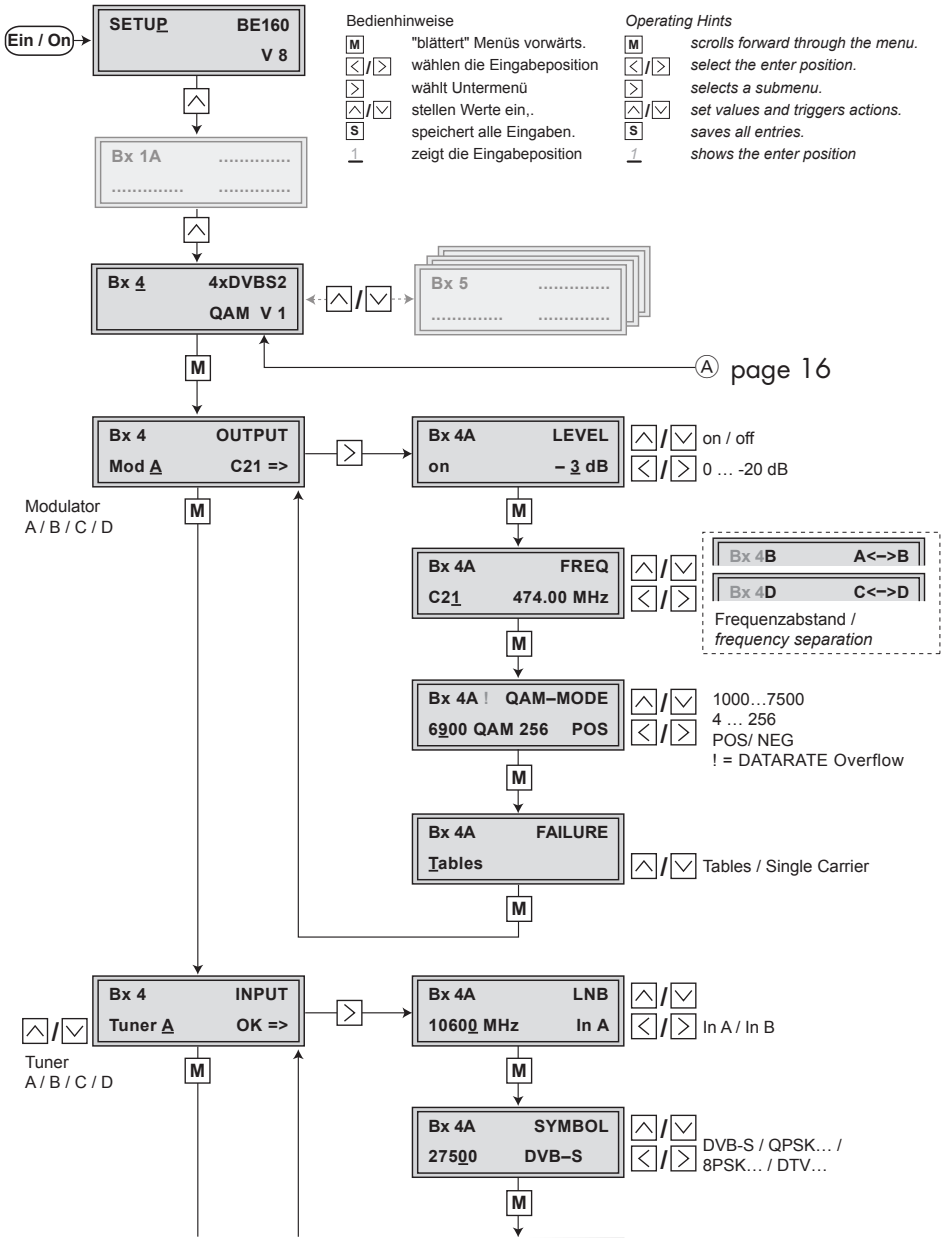 Ein / On
SETUP BE160
V 8
Bedienhinweise
M "blättert" Menüs vorwärts.
</> wählen die Eingabeposition
> wählt Untermenü
∧/∨ stellen Werte ein,.
S speichert alle Eingaben.
1 zeigt die Eingabeposition
Operating Hints
M scrolls forward through the menu.
</> select the enter position.
> selects a submenu.
∧/∨ set values and triggers actions.
S saves all entries.
1 shows the enter position
Bx 1A ..............
.............. ..............
Bx 4 4xDVBS2
QAM V 1
/
Bx 5 ..............
.............. ..............
M
A page 16
Bx 4 OUTPUT
Mod A C21 =>
Modulator
A / B / C / D
M
Bx 4A LEVEL
on – 3 dB
∧/∨ on / off
</> 0 … -20 dB
M
Bx 4A FREQ
C21 474.00 MHz
∧/∨
</>
Bx 4B A<–>B
Bx 4D C<–>D
Frequenzabstand /
frequency separation
M
Bx 4A ! QAM–MODE
6900 QAM 256 POS
∧/∨
</>
1000…7500
4 … 256
POS/ NEG
! = DATARATE Overflow
M
Bx 4A FAILURE
Tables
∧/∨ Tables / Single Carrier
M
Bx 4 INPUT
Tuner A OK =>
∧/∨
Tuner
A / B / C / D
M
Bx 4A LNB
10600 MHz In A
∧/∨
</> In A / In B
M
Bx 4A SYMBOL
27500 DVB–S
∧/∨
</>
DVB-S / QPSK… /
8PSK… / DTV…
M